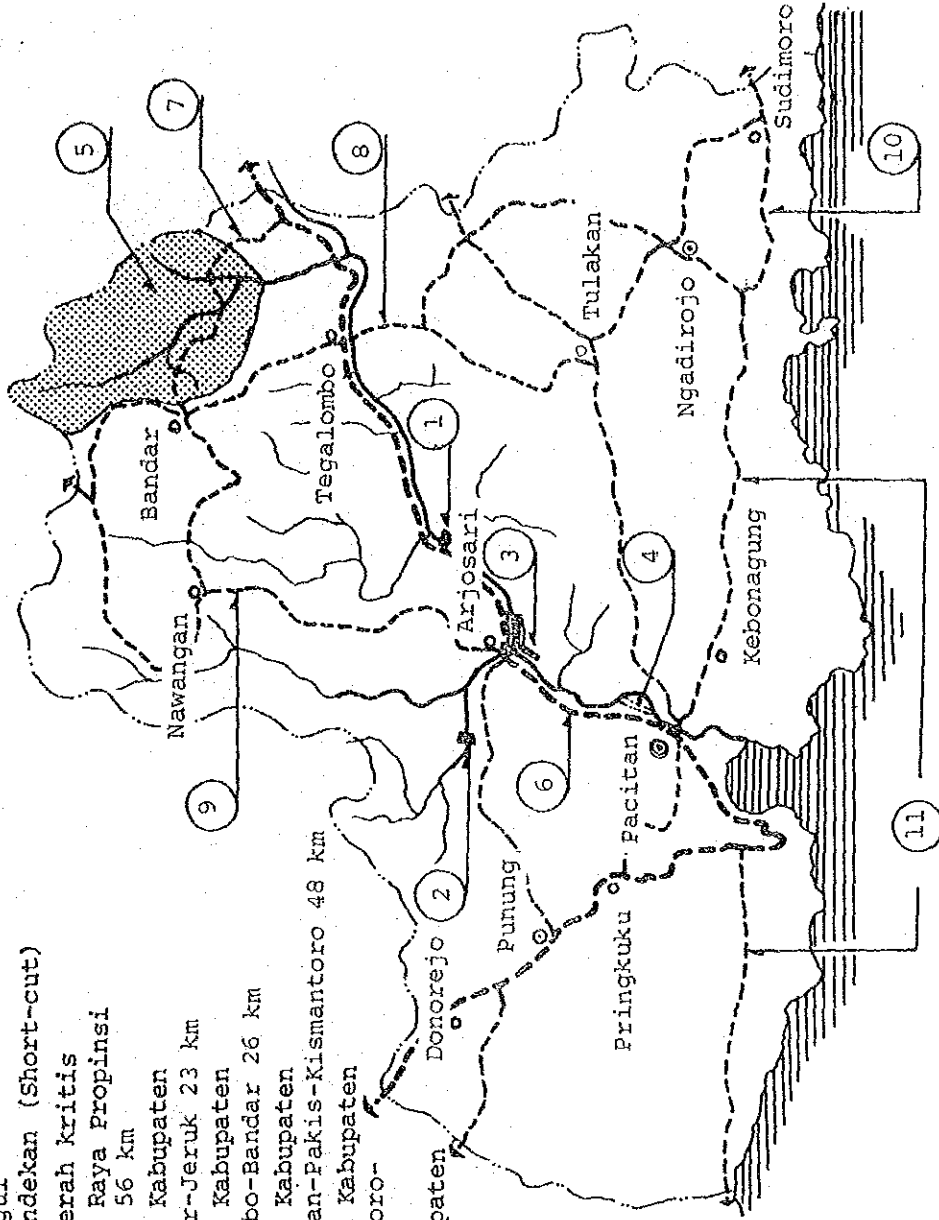 gul
ndekan (Short-cut)
erah kritis
Raya Propinsi
56 km
Kabupaten
r-Jeruk 23 km
Kabupaten
bo-Bandar 26 km
Kabupaten
an-Pakis-Kismantoro 48 km
Kabupaten
oro-
paten
5
7
8
Bandar
Nawangan
9
Tegalombo
1
Arjosari
3
2
Tulakan
Donorejo
Punung
6
4
Pacitan
Ngadirojo
Pringkuku
Kebonagung
Sudimoro
10
11